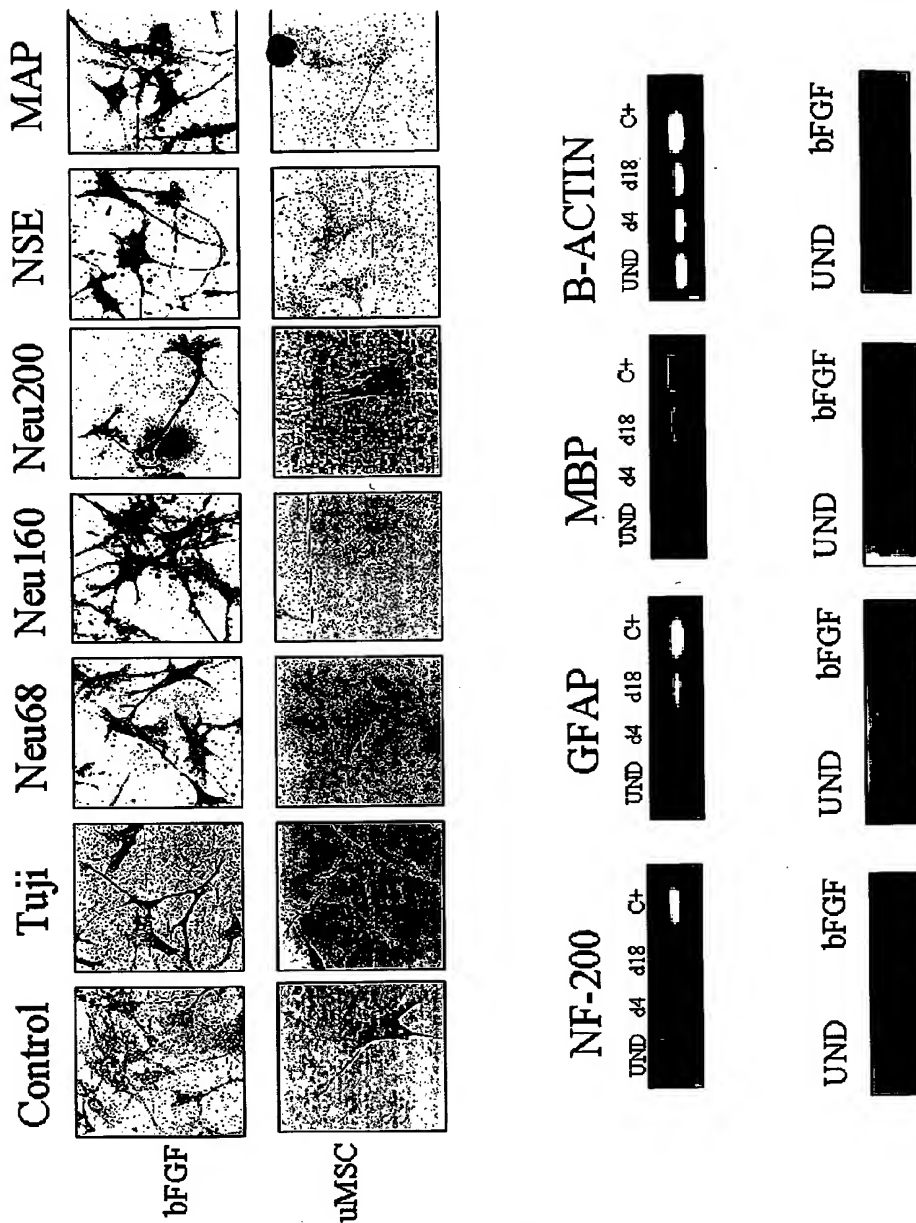 Control Tuji Neu68 Neu160 Neu200 NSE MAP
bFGF
uMSC
NF-200 GFAP MBP B-ACTIN
UND d4 d18 C+ UND d4 d18 C+ UND d4 d18 C+ UND d4 d18 C+
UND bFGF UND bFGF UND bFGF UND bFGF